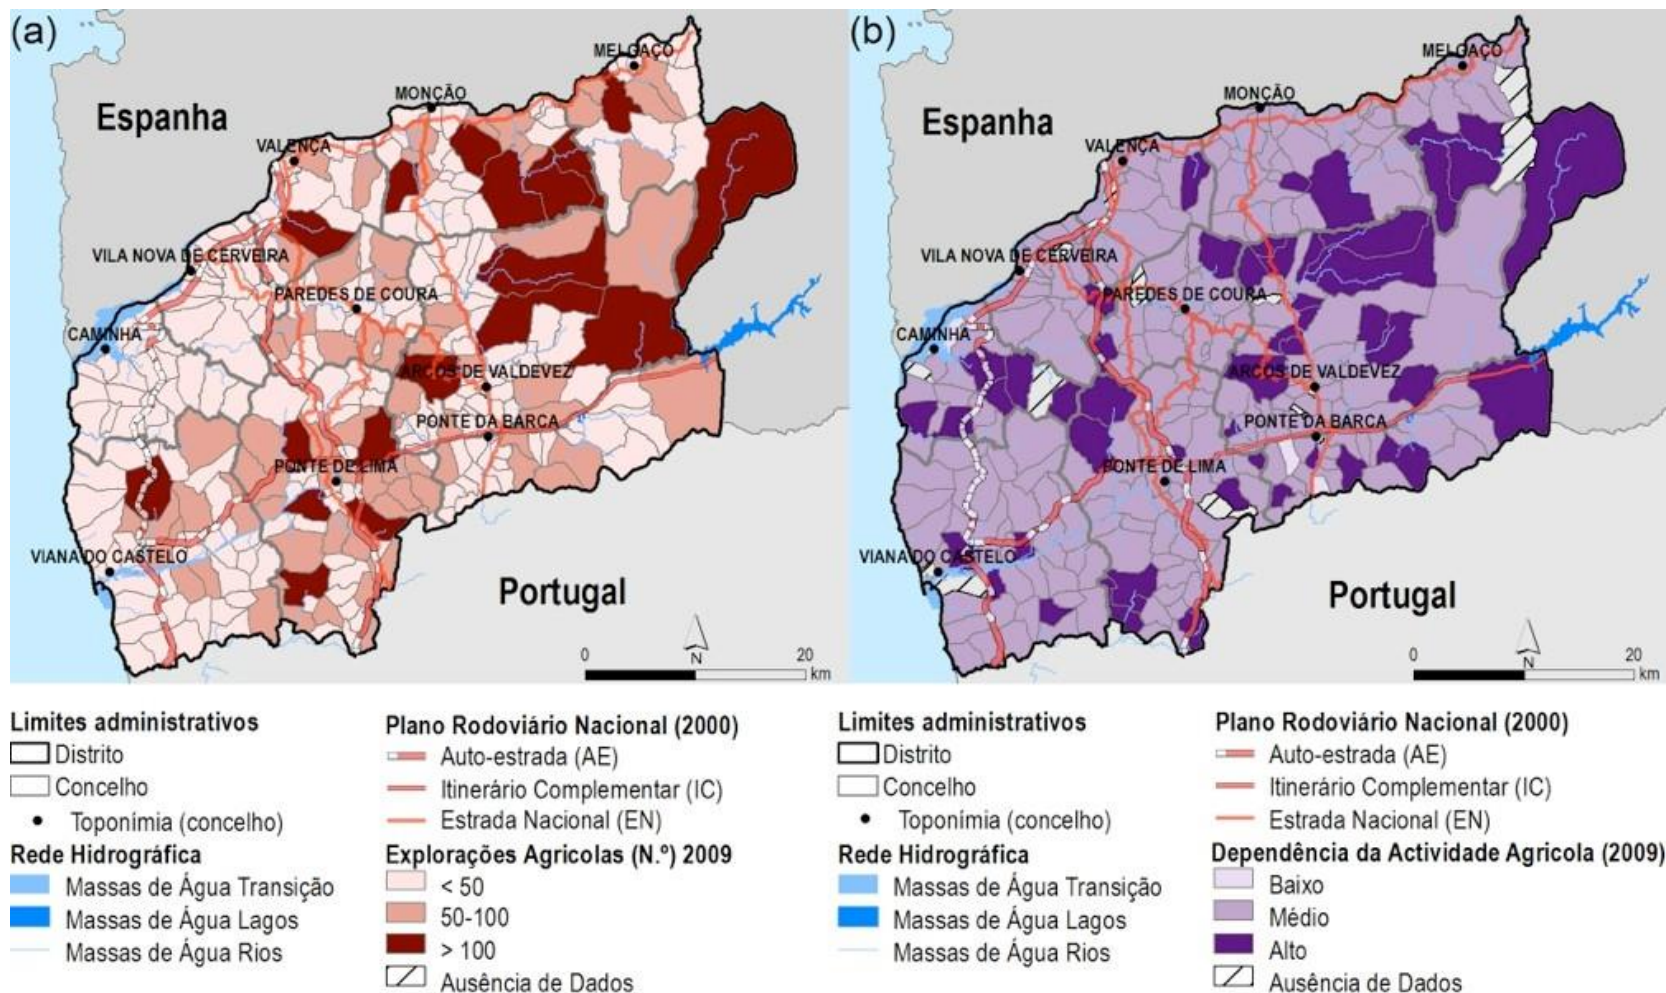 (a)
MELGAÇO
MONÇÃO
Espanha
VALENÇA
VILA NOVA DE CERVEIRA
PAREDES DE COURA
CAMINHA
ARCOS DE VALDEVEZ
PONTE DA BARCA
PONTE DE LIMA
VIANA DO CASTELO
Portugal
N
0 20
km
(b)
MELGAÇO
MONÇÃO
Espanha
VALENÇA
VILA NOVA DE CERVEIRA
PAREDES DE COURA
CAMINHA
ARCOS DE VALDEVEZ
PONTE DA BARCA
PONTE DE LIMA
VIANA DO CASTELO
Portugal
N
0 20
km
Limites administrativos
Distrito
Concelho
Toponímia (concelho)
Rede Hidrográfica
Massas de Água Transição
Massas de Água Lagos
Massas de Água Rios
Plano Rodoviário Nacional (2000)
Auto-estrada (AE)
Itinerário Complementar (IC)
Estrada Nacional (EN)
Explorações Agrícolas (N.º) 2009
< 50
50-100
> 100
Ausência de Dados
Limites administrativos
Distrito
Concelho
Toponímia (concelho)
Rede Hidrográfica
Massas de Água Transição
Massas de Água Lagos
Massas de Água Rios
Plano Rodoviário Nacional (2000)
Auto-estrada (AE)
Itinerário Complementar (IC)
Estrada Nacional (EN)
Dependência da Actividade Agrícola (2009)
Baixo
Médio
Alto
Ausência de Dados